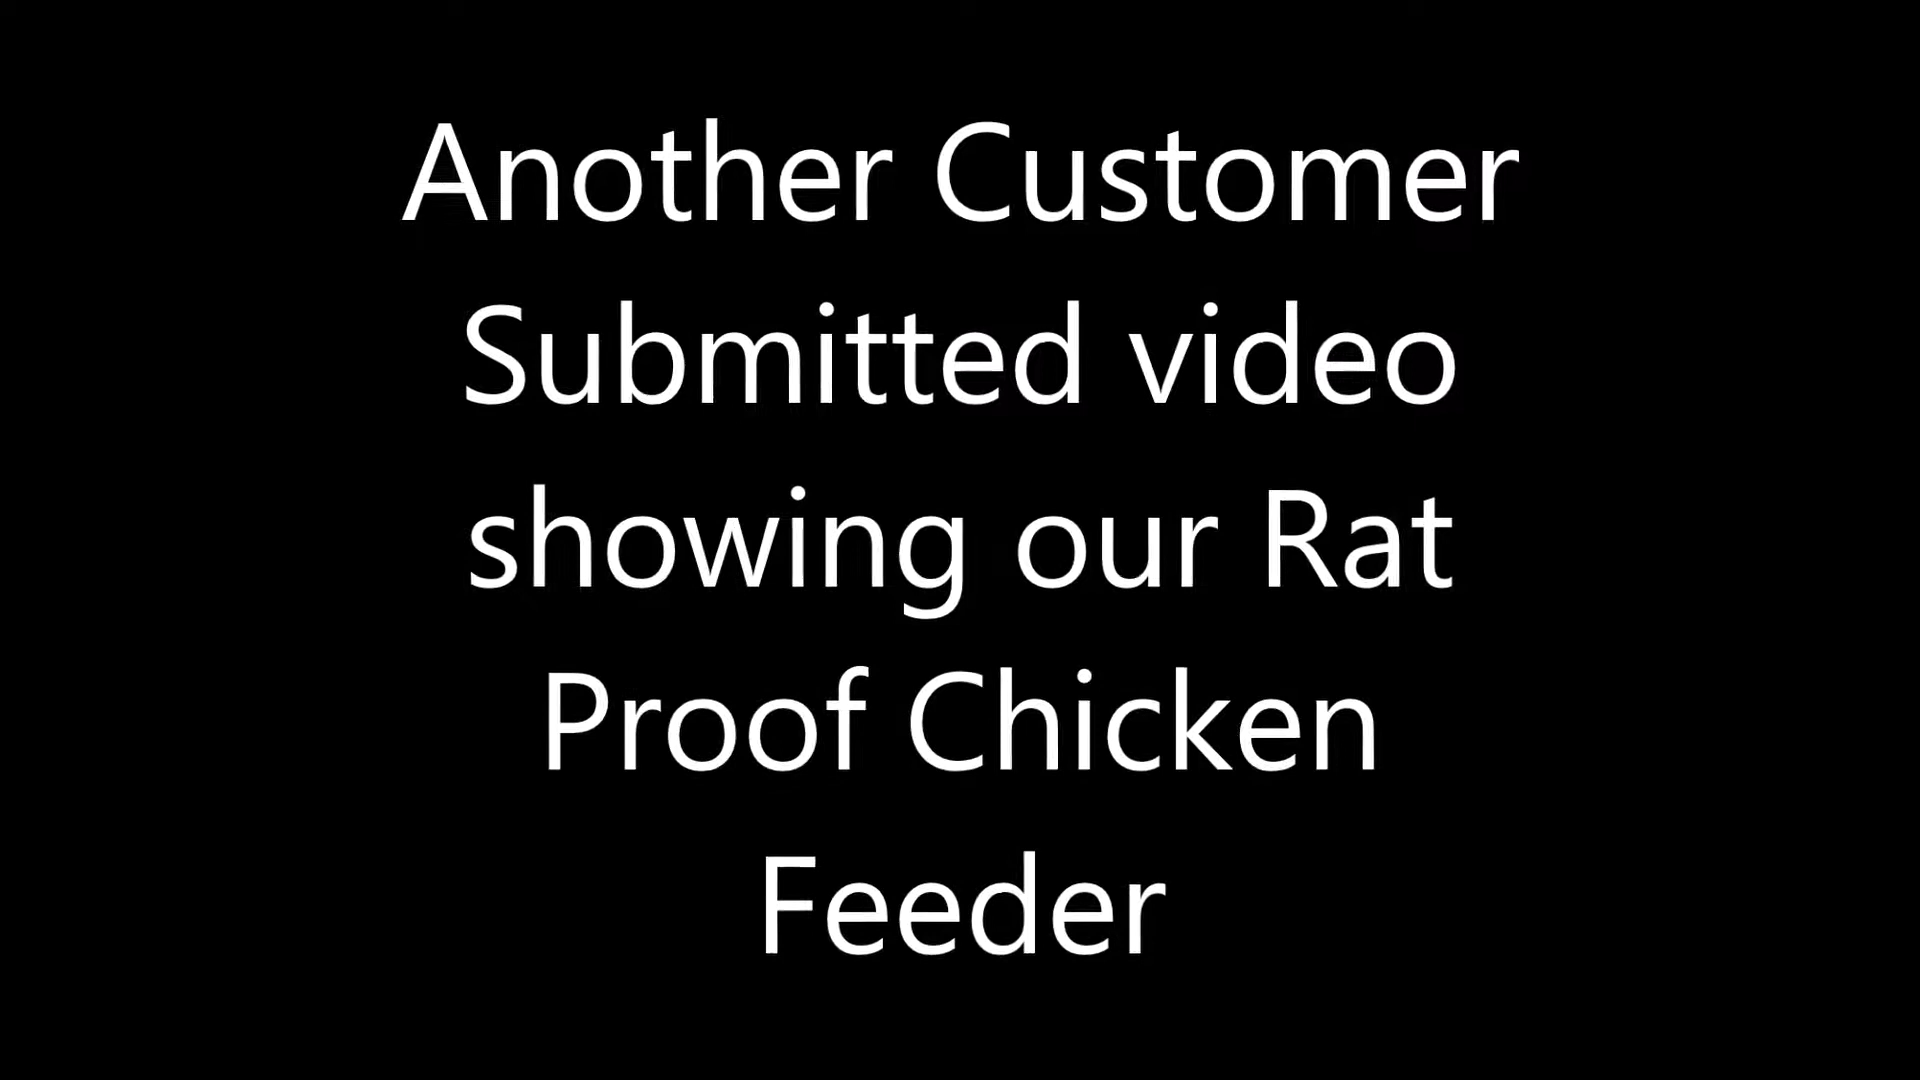 Another Customer
Submitted video
showing our Rat
Proof Chicken
Feeder